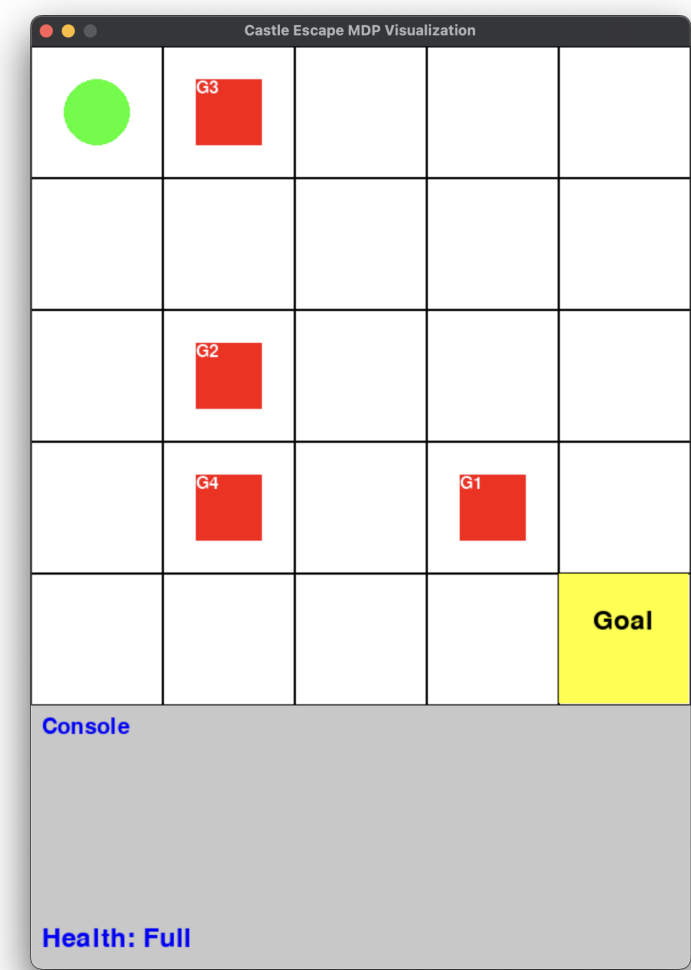 Castle Escape MDP Visualization
G3
G2
G4
G1
Goal
Console
Health: Full